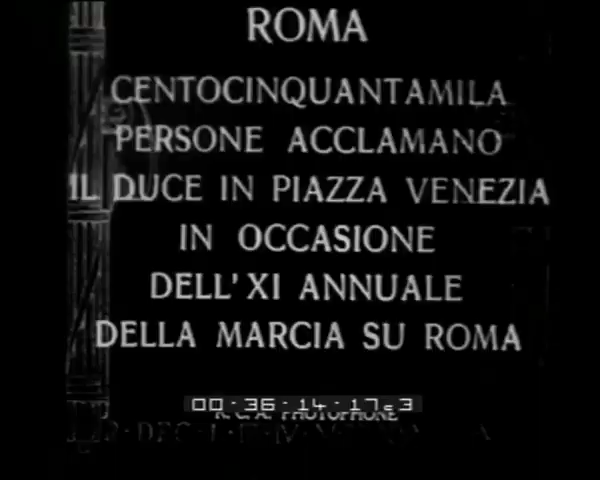 ROMA
CENTOCINQUANTAMILA
PERSONE ACCLAMANO
IL DUCE IN PIAZZA VENEZIA
IN OCCASIONE
DELL'XI ANNUALE
DELLA MARCIA SU ROMA
00·36·14·17 3
R.C.A. PHOTOPHONE